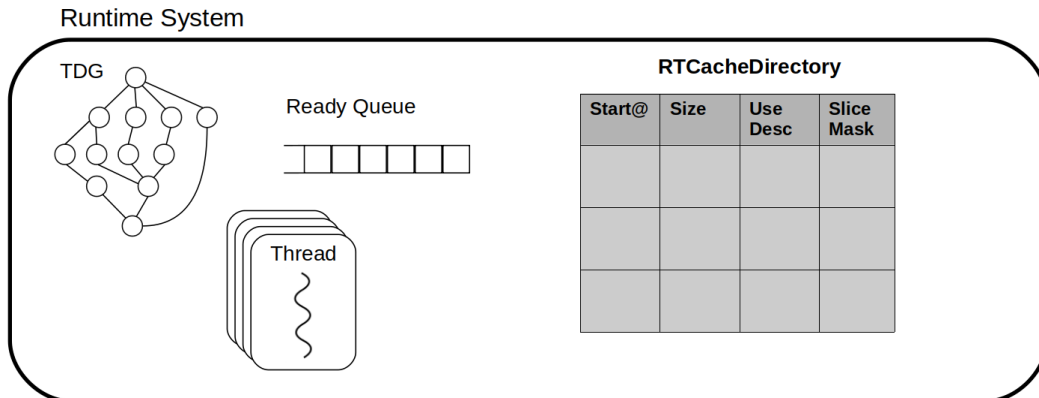 Runtime System
TDG
Ready Queue
Thread
RTCacheDirectory
Start@ Size Use Desc Slice Mask